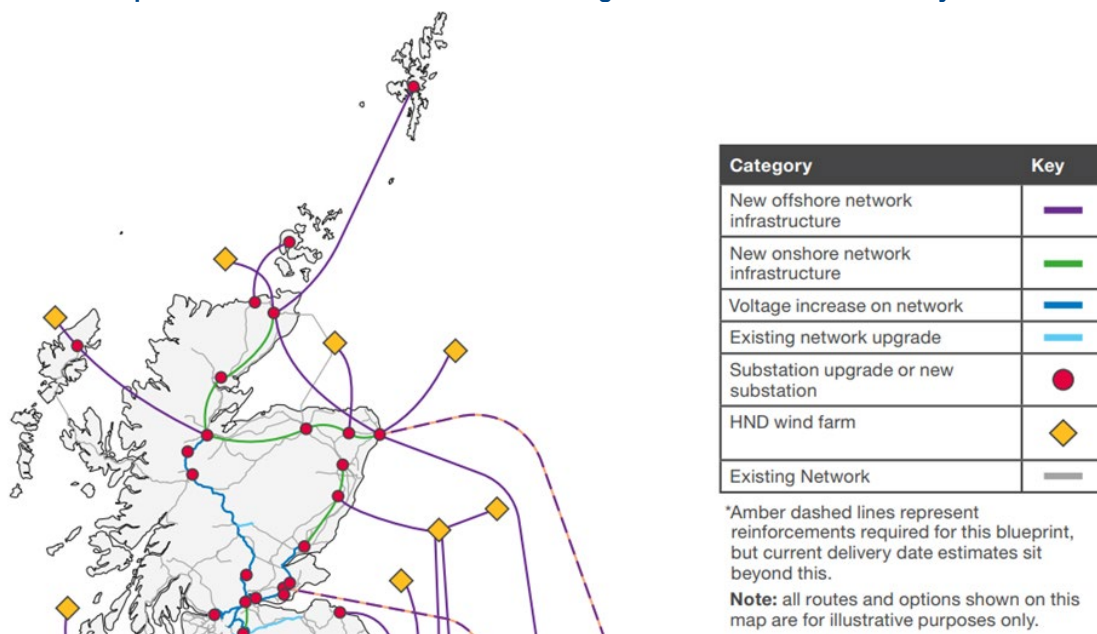 Category Key
New offshore network
infrastructure
New onshore network
infrastructure
Voltage increase on network
Existing network upgrade
Substation upgrade or new
substation
HND wind farm
Existing Network
*Amber dashed lines represent
reinforcements required for this blueprint,
but current delivery date estimates sit
beyond this.
Note: all routes and options shown on this
map are for illustrative purposes only.